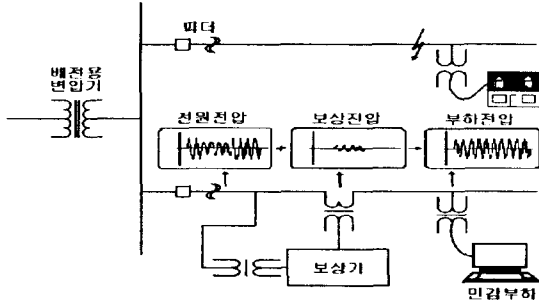 피더
배전용
변압기
전원전압
보상전압
부하전압
보상기
민감부하